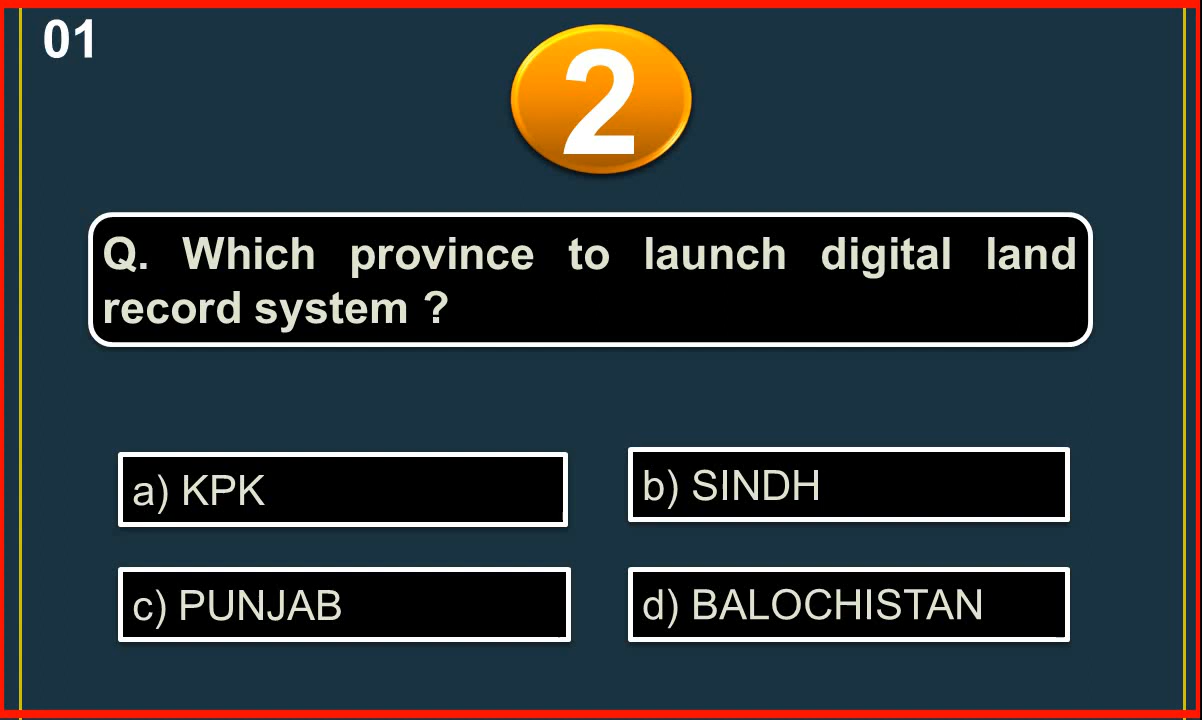 01
2
Q. Which province to launch digital land
record system ?
a) KPK
b) SINDH
c) PUNJAB
d) BALOCHISTAN